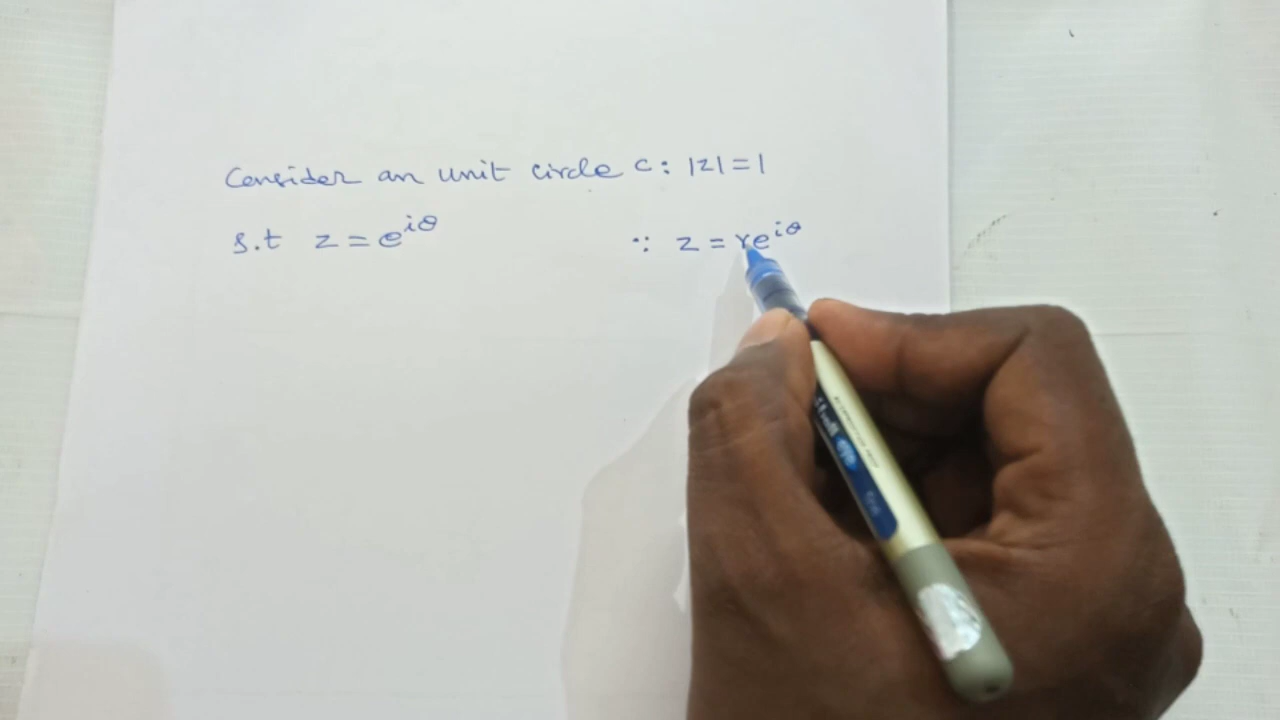 Consider an unit circle C: |z| = 1
s.t z = e^{iθ} ∵ z = re^{iθ}